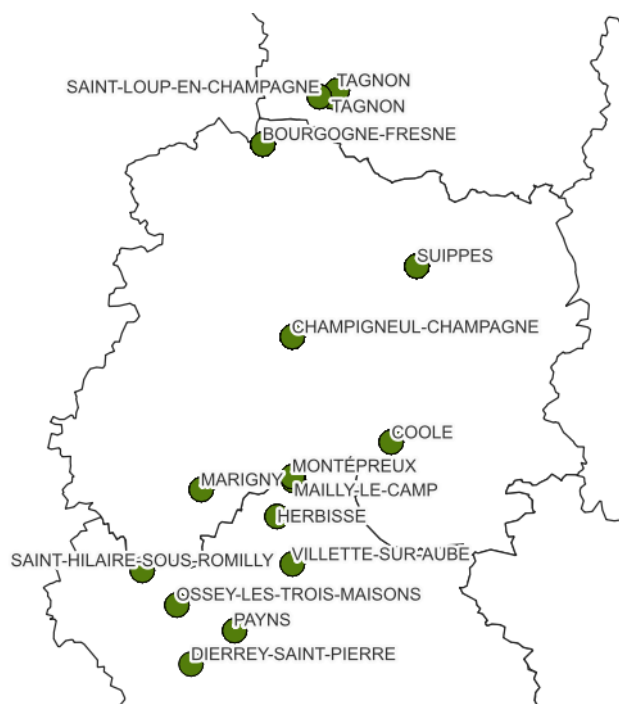 TAGNON
SAINT-LOUP-EN-CHAMPAGNE
TAGNON
BOURGOGNE-FRESNE
SUIPPES
CHAMPIGNEUL-CHAMPAGNE
COOLE
MONTÉPREUX
MARIGNY
MAILLY-LE-CAMP
HERBISSE
VILLETTE-SUR-AUBE
SAINT-HILAIRE-SOUS-ROMILLY
OSSEY-LES-TROIS-MAISONS
PAYNS
DIERREY-SAINT-PIERRE